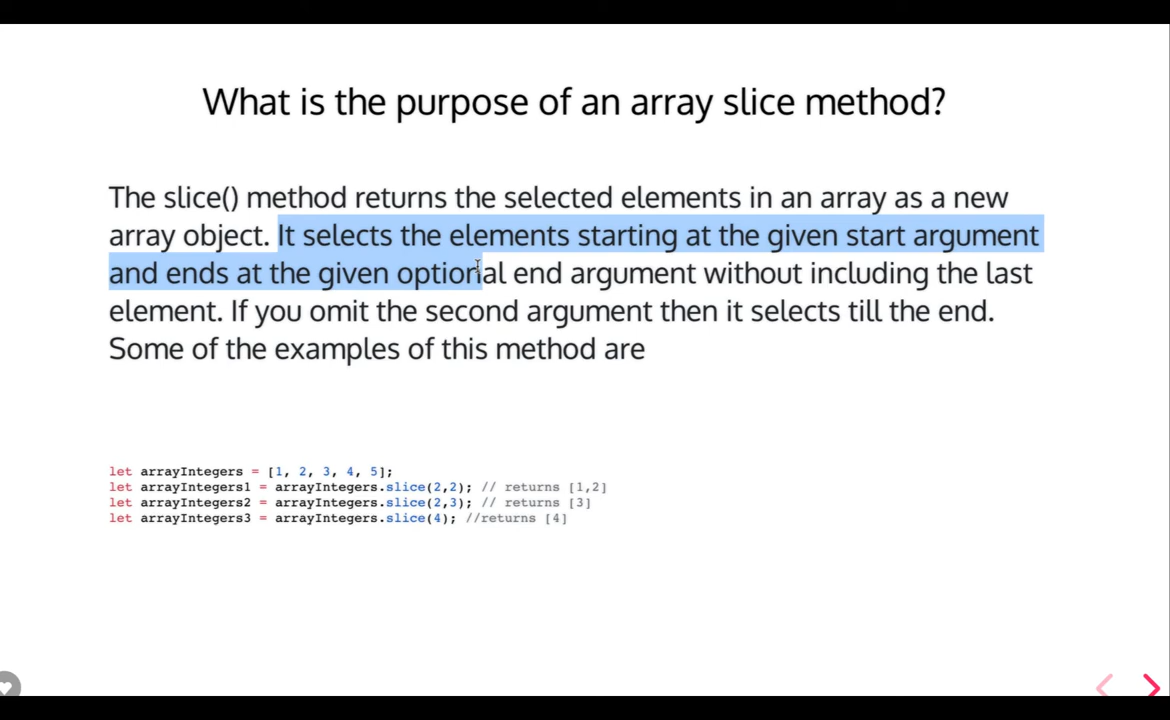 What is the purpose of an array slice method?
The slice() method returns the selected elements in an array as a new
array object. It selects the elements starting at the given start argument
and ends at the given optional end argument without including the last
element. If you omit the second argument then it selects till the end.
Some of the examples of this method are
let arrayIntegers = [1, 2, 3, 4, 5];
let arrayIntegers1 = arrayIntegers.slice(2,2); // returns [1,2]
let arrayIntegers2 = arrayIntegers.slice(2,3); // returns [3]
let arrayIntegers3 = arrayIntegers.slice(4); //returns [4]